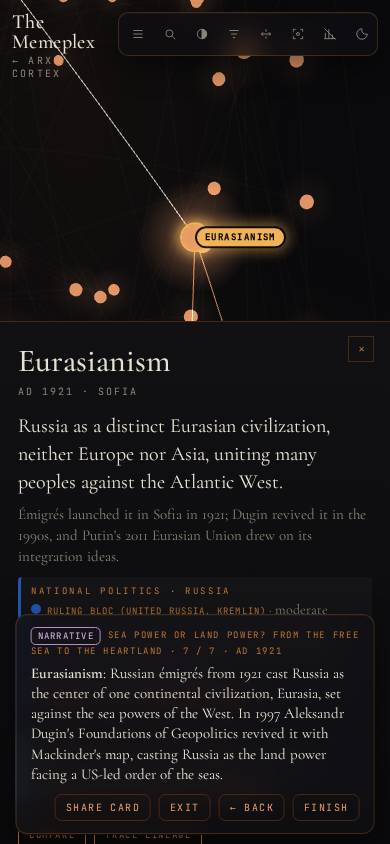 The
Memeplex
← ARX
CORTEX
EURASIANISM
Eurasianism
×
AD 1921 · SOFIA
Russia as a distinct Eurasian civilization,
neither Europe nor Asia, uniting many
peoples against the Atlantic West.
Émigrés launched it in Sofia in 1921; Dugin revived it in the
1990s, and Putin's 2011 Eurasian Union drew on its
integration ideas.
NATIONAL POLITICS · RUSSIA
RULING BLOC (UNITED RUSSIA, KREMLIN) · moderate
NARRATIVE SEA POWER OR LAND POWER? FROM THE FREE
SEA TO THE HEARTLAND · 7 / 7 · AD 1921
Eurasianism: Russian émigrés from 1921 cast Russia as
the center of one continental civilization, Eurasia, set
against the sea powers of the West. In 1997 Aleksandr
Dugin's Foundations of Geopolitics revived it with
Mackinder's map, casting Russia as the land power
facing a US-led order of the seas.
SHARE CARD EXIT ← BACK FINISH
COMPARE TRACE LINEAGE